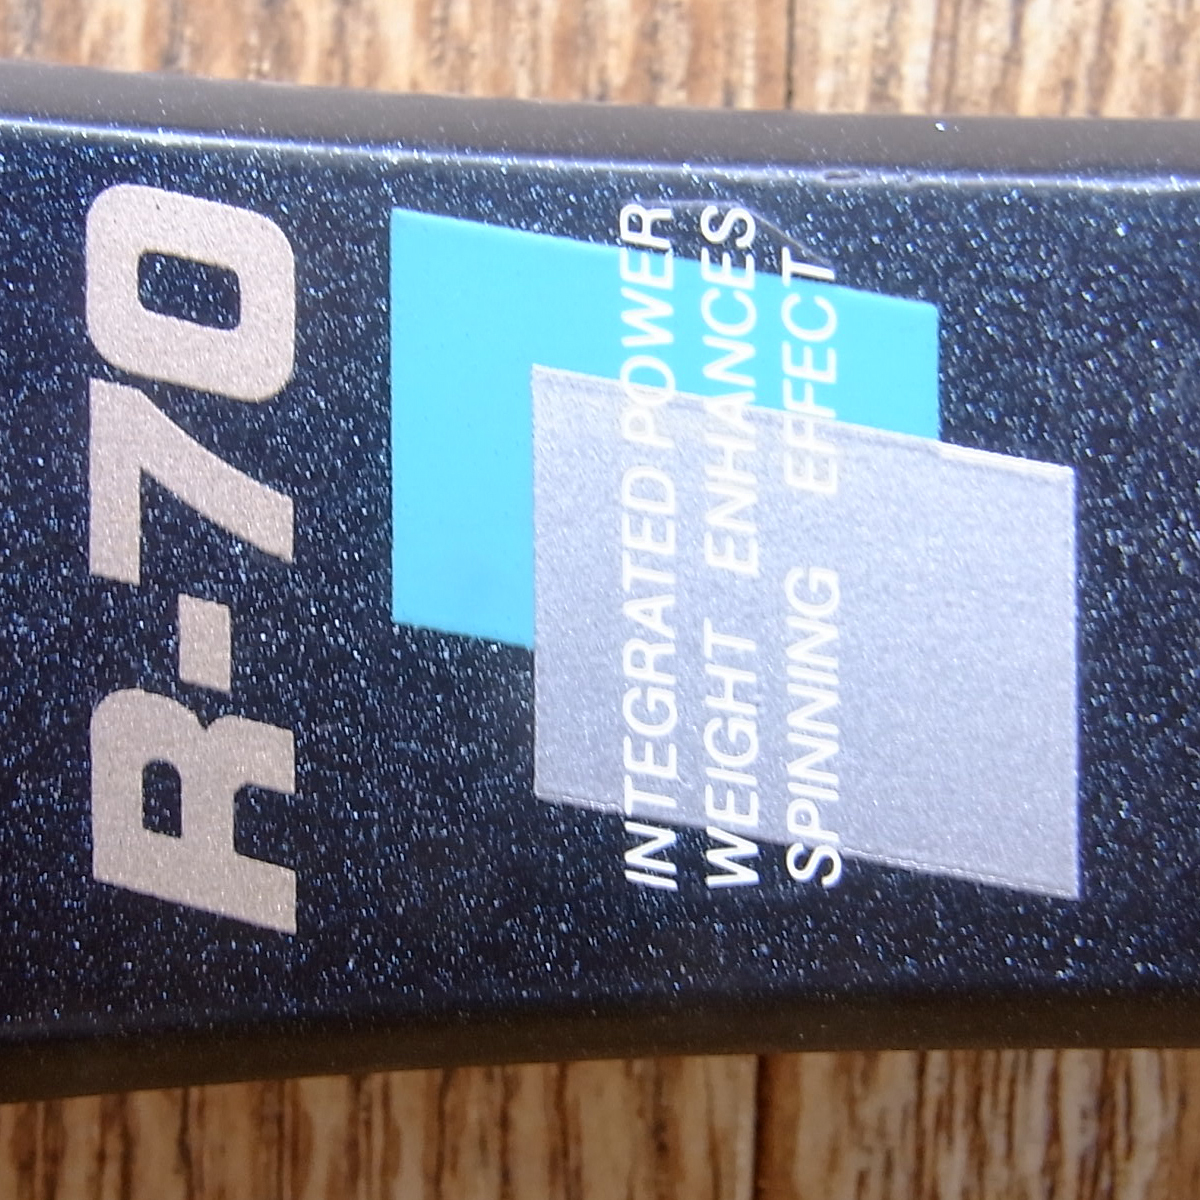 R-70
INTEGRATED POWER
WEIGHT ENHANCES
SPINNING EFFECT